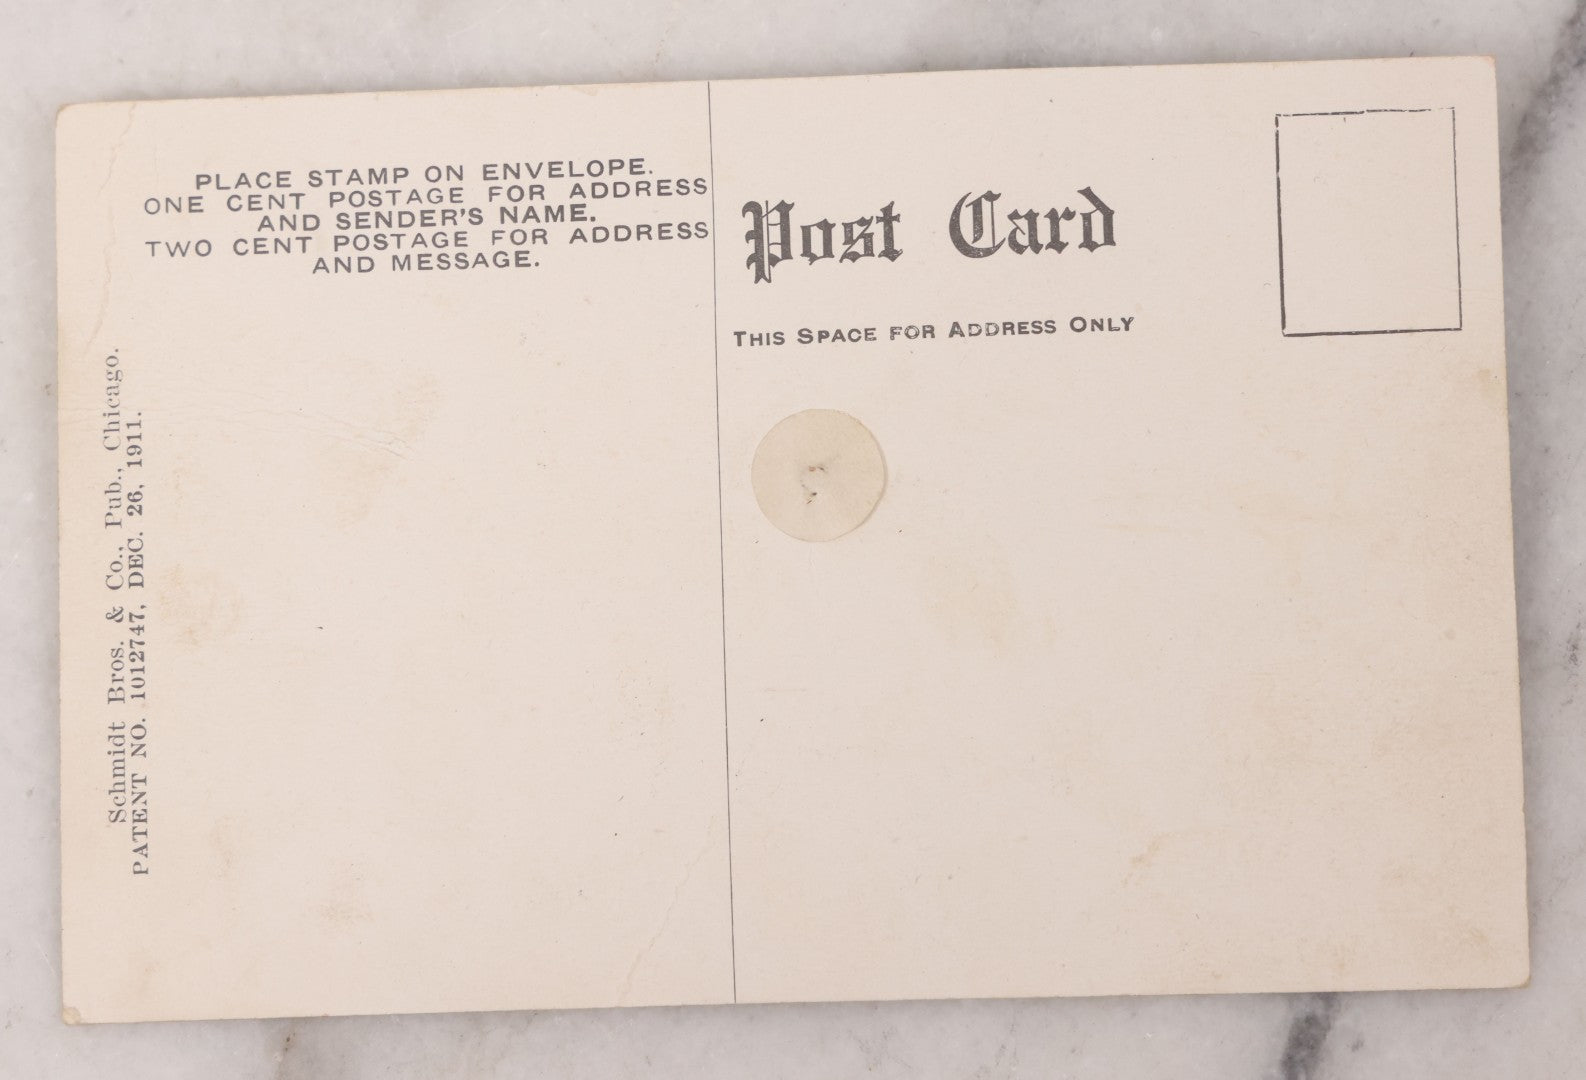 PLACE STAMP ON ENVELOPE.
ONE CENT POSTAGE FOR ADDRESS
AND SENDER'S NAME.
TWO CENT POSTAGE FOR ADDRESS
AND MESSAGE.
Post Card
THIS SPACE FOR ADDRESS ONLY
Schmidt Bros. & Co., Pub., Chicago.
PATENT NO. 1012747, DEC. 26, 1911.